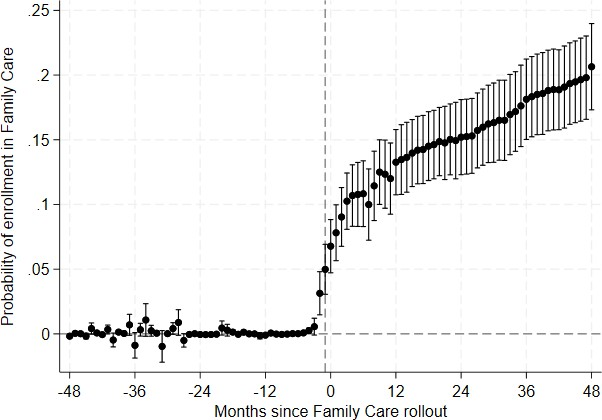 Probability of enrollment in Family Care
.25
.2
.15
.1
.05
0
-48 -36 -24 -12 0 12 24 36 48
Months since Family Care rollout